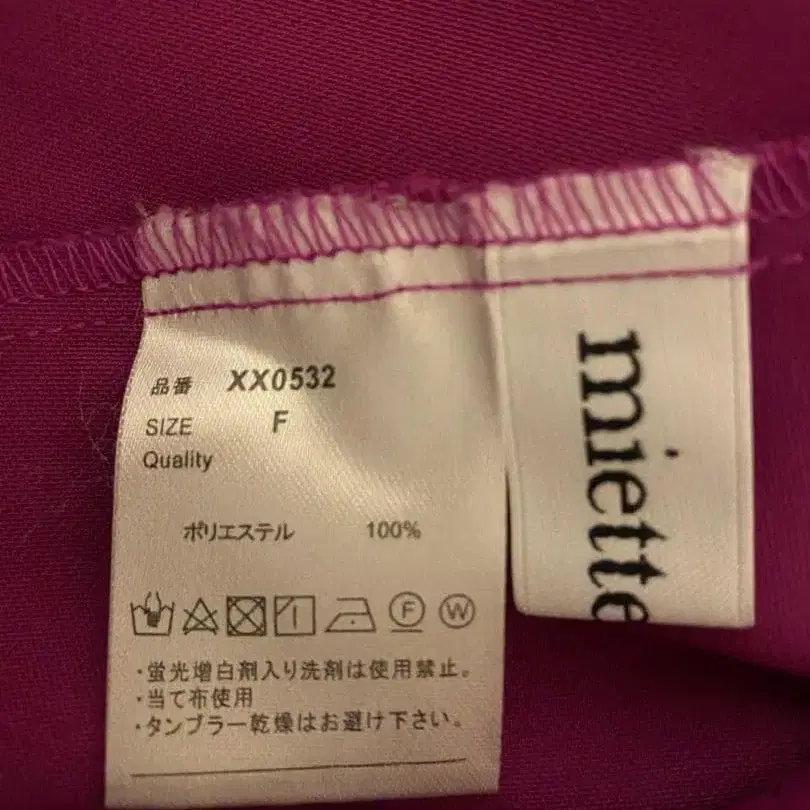 品番 XX0532
SIZE F
Quality
ポリエステル 100%
F W
・蛍光増白剤入り洗剤は使用禁止。
・当て布使用
・タンブラー乾燥はお避け下さい。
miette